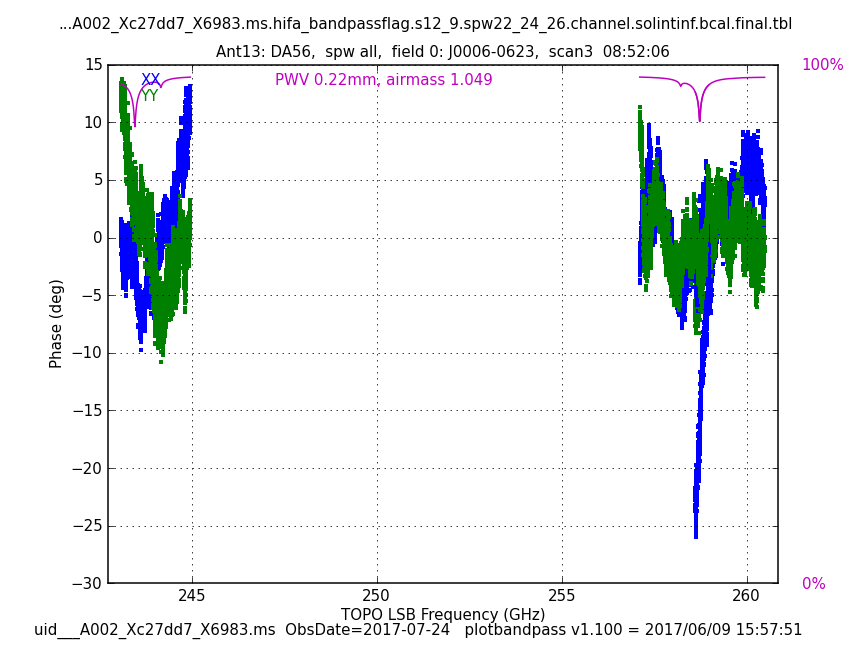 ...A002_Xc27dd7_X6983.ms.hifa_bandpassflag.s12_9.spw22_24_26.channel.solintinf.bcal.final.tbl
Ant13: DA56,  spw all,  field 0: J0006-0623,  scan3  08:52:06
15
XX
PWV 0.22mm, airmass 1.049
100%
YY
10
5
0
−5
Phase (deg)
−10
−15
−20
−25
−30
0%
245
250
255
260
TOPO LSB Frequency (GHz)
uid___A002_Xc27dd7_X6983.ms  ObsDate=2017-07-24   plotbandpass v1.100 = 2017/06/09 15:57:51